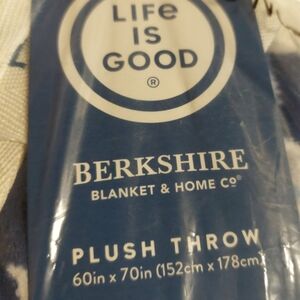 LIFe
IS
GOOD
®
BERKSHIRE
BLANKET & HOME Co®
PLUSH THROW
60in x 70in (152cm x 178cm)